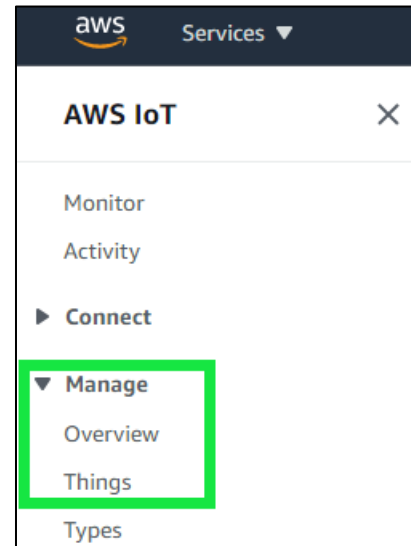 aws Services ▼
AWS IoT ×
Monitor
Activity
▶ Connect
▼ Manage
Overview
Things
Types